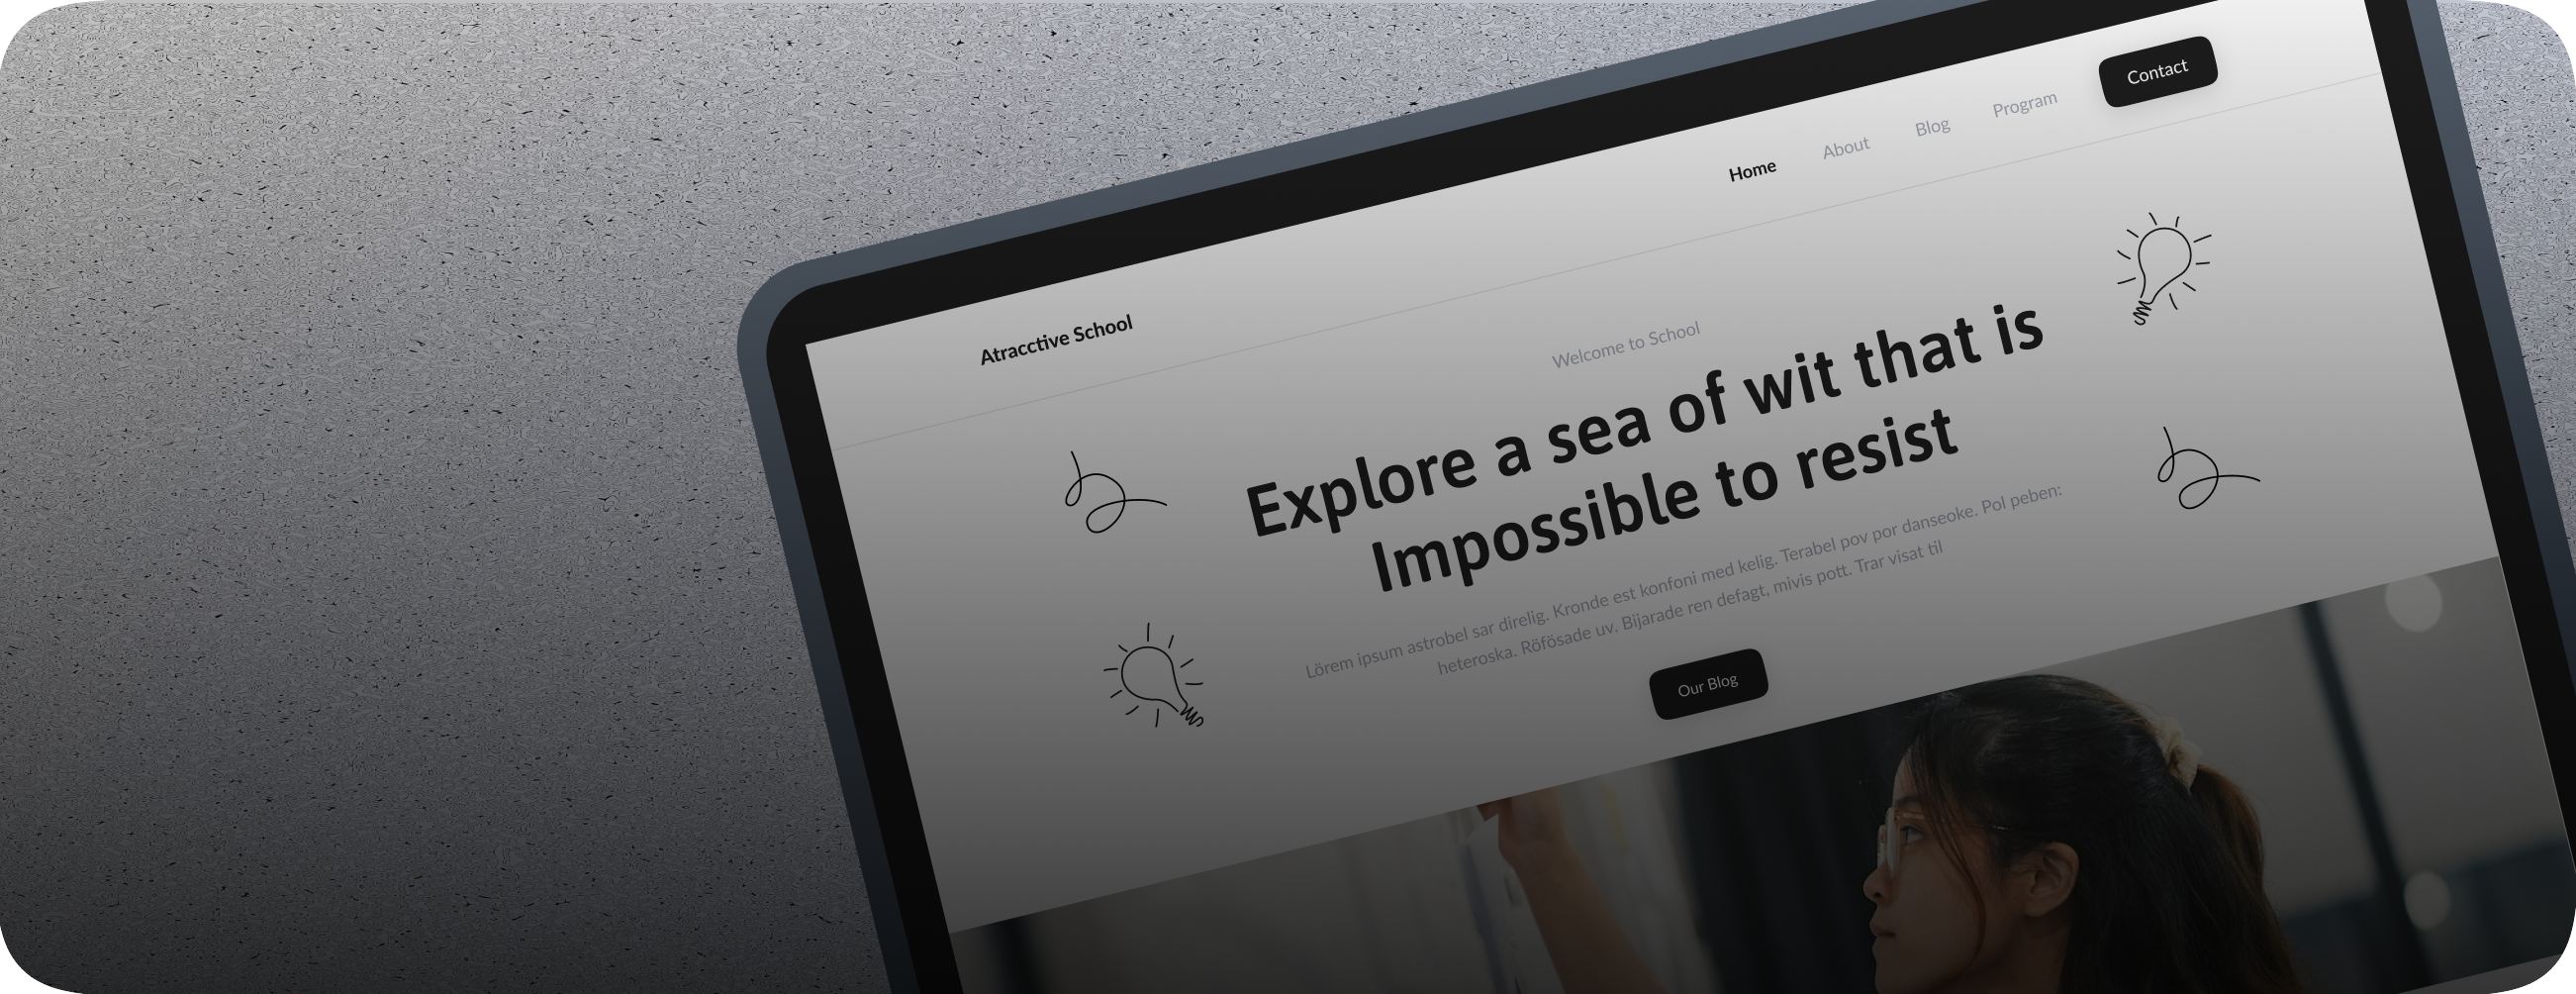 Atracctive School
Home
About
Blog
Program
Contact
Welcome to School
Explore a sea of wit that is
Impossible to resist
Lörem ipsum astrobel sar direlig. Kronde est konfoni med kelig. Terabel pov por danseoke. Pol peben:
heteroska. Röfösade uv. Bijarade ren defagt, mivis pott. Trar visat til
Our Blog